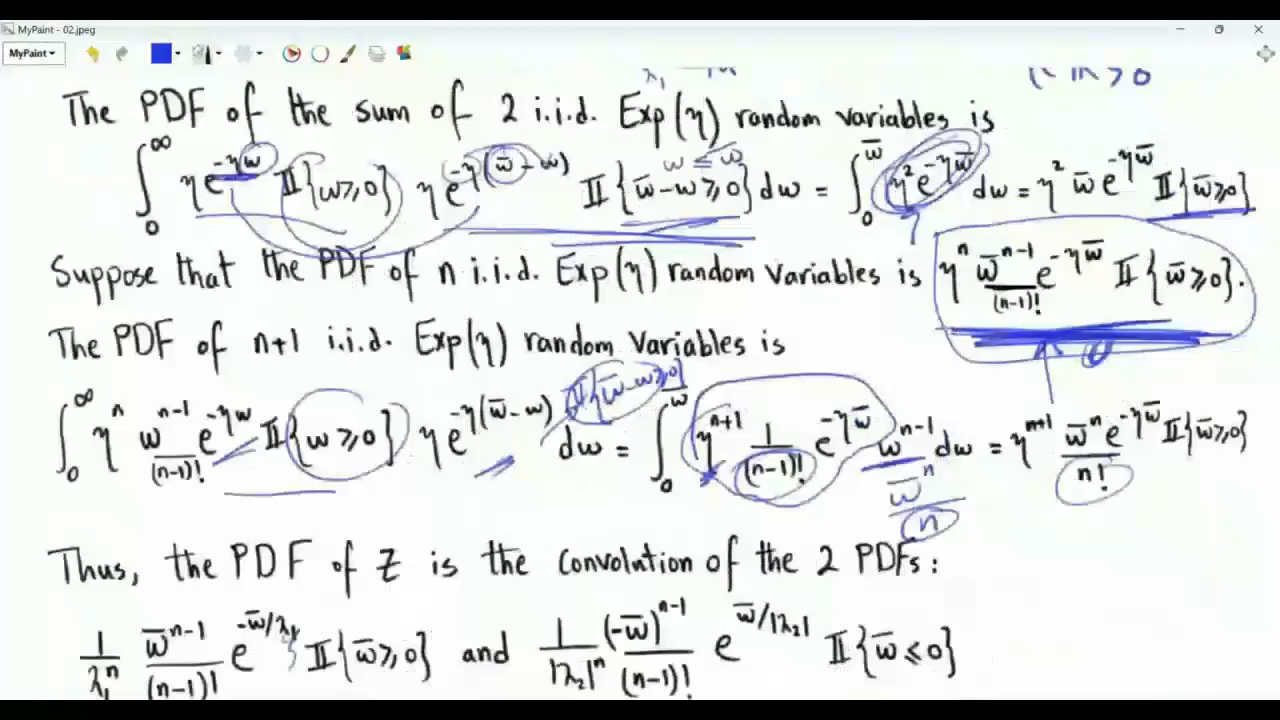 MyPaint - 02.jpeg
MyPaint
The PDF of the sum of 2 i.i.d. Exp(η) random variables is
w ≤ w̅
∫₀^∞ η e^{-ηw} 𝕀{w≥0} η e^{-η(w̅-w)} 𝕀{w̅-w≥0} dw = ∫₀^{w̅} η² e^{-ηw̅} dw = η² w̅ e^{-ηw̅} 𝕀{w̅≥0}
Suppose that the PDF of n i.i.d. Exp(η) random variables is η^n w̅^{n-1}/(n-1)! e^{-ηw̅} 𝕀{w̅≥0}.
The PDF of n+1 i.i.d. Exp(η) random variables is
𝕀{w̅-w≥0}
∫₀^∞ η^n w^{n-1}/(n-1)! e^{-ηw} 𝕀{w≥0} η e^{-η(w̅-w)} dw = ∫₀^{w̅} η^{n+1} 1/(n-1)! e^{-ηw̅} w^{n-1} dw = η^{n+1} w̅^n/n! e^{-ηw̅} 𝕀{w̅≥0}
w̅^n/n
Thus, the PDF of Z is the convolution of the 2 PDFs:
1/λ₁^n w̅^{n-1}/(n-1)! e^{-w̅/λ₁} 𝕀{w̅≥0} and 1/|λ₂|^n (-w̅)^{n-1}/(n-1)! e^{w̅/|λ₂|} 𝕀{w̅≤0}